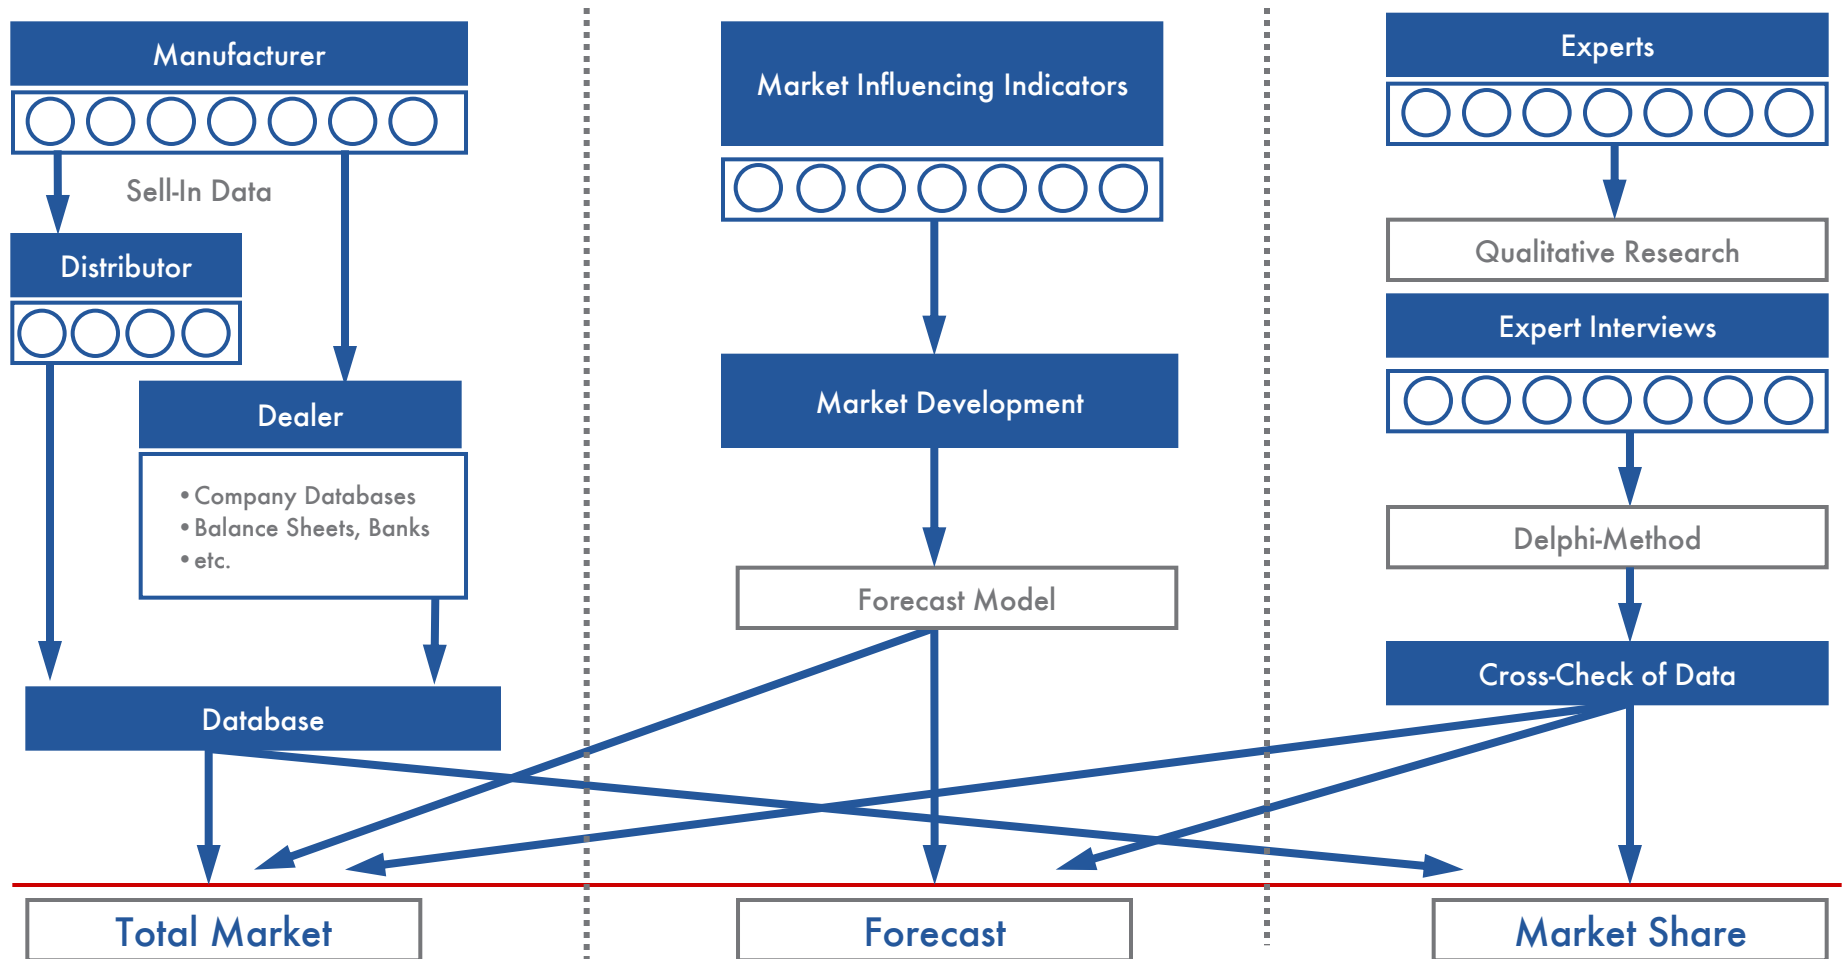 Manufacturer
Sell-In Data
Distributor
Dealer
• Company Databases
• Balance Sheets, Banks
• etc.
Database
Total Market
Market Influencing Indicators
Market Development
Forecast Model
Forecast
Experts
Qualitative Research
Expert Interviews
Delphi-Method
Cross-Check of Data
Market Share